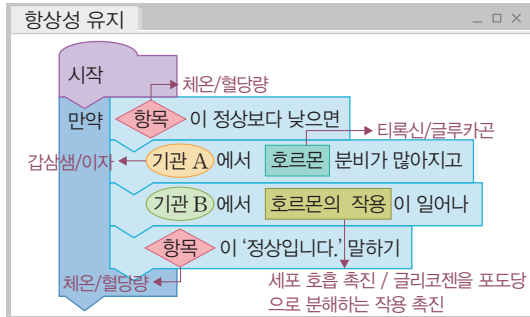 항상성 유지
시작
체온/혈당량
만약 항목 이 정상보다 낮으면
티록신/글루카곤
갑상샘/이자 기관 A 에서 호르몬 분비가 많아지고
기관 B 에서 호르몬의 작용 이 일어나
항목 이 ‘정상입니다.’ 말하기
체온/혈당량
세포 호흡 촉진 / 글리코젠을 포도당
으로 분해하는 작용 촉진